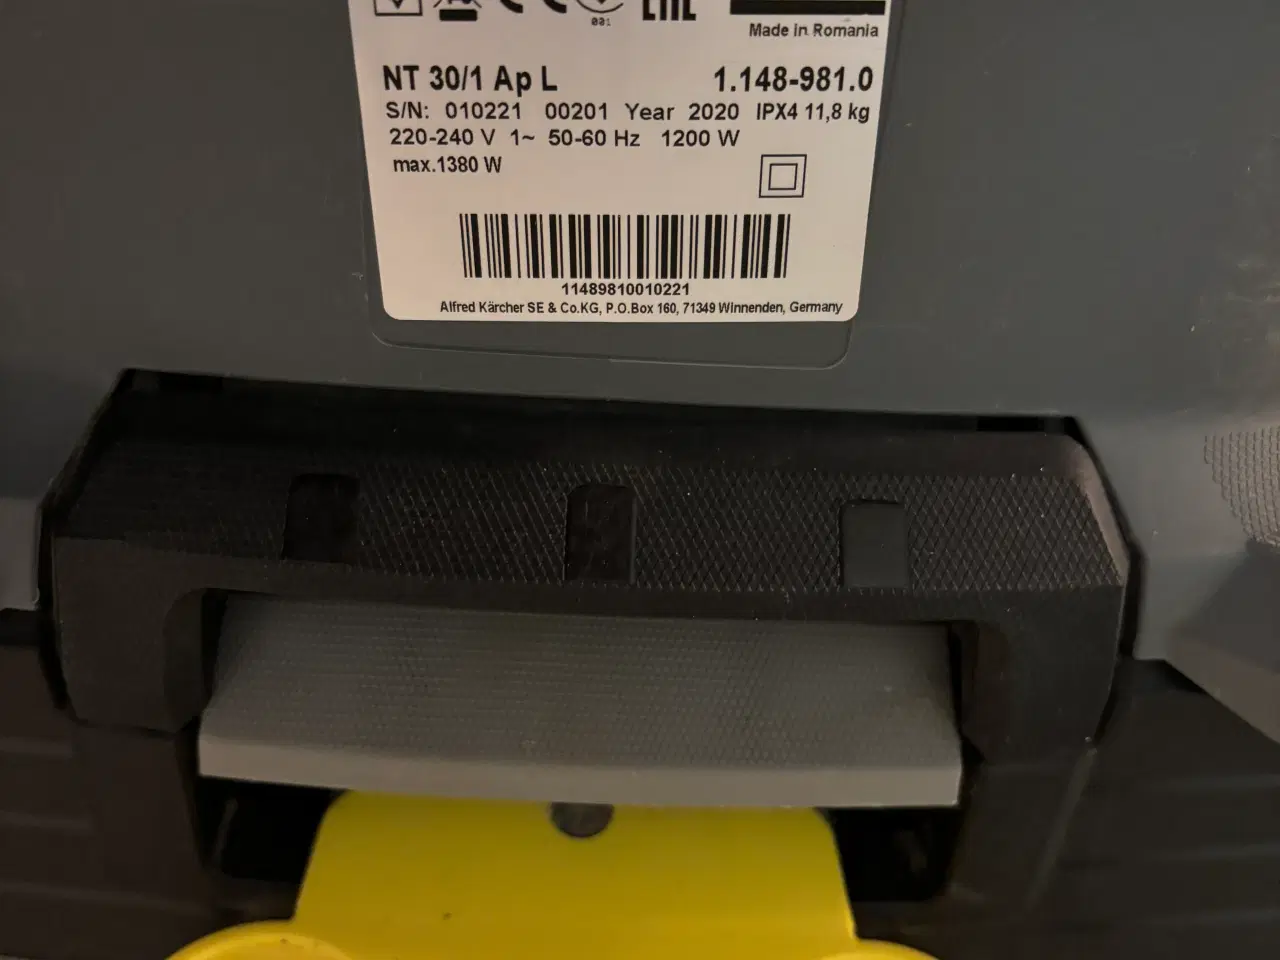 EAC
001
Made in Romania
NT 30/1 Ap L 1.148-981.0
S/N: 010221 00201 Year 2020 IPX4 11,8 kg
220-240 V 1~ 50-60 Hz 1200 W
max.1380 W
11489810010221
Alfred Kärcher SE & Co.KG, P.O.Box 160, 71349 Winnenden, Germany